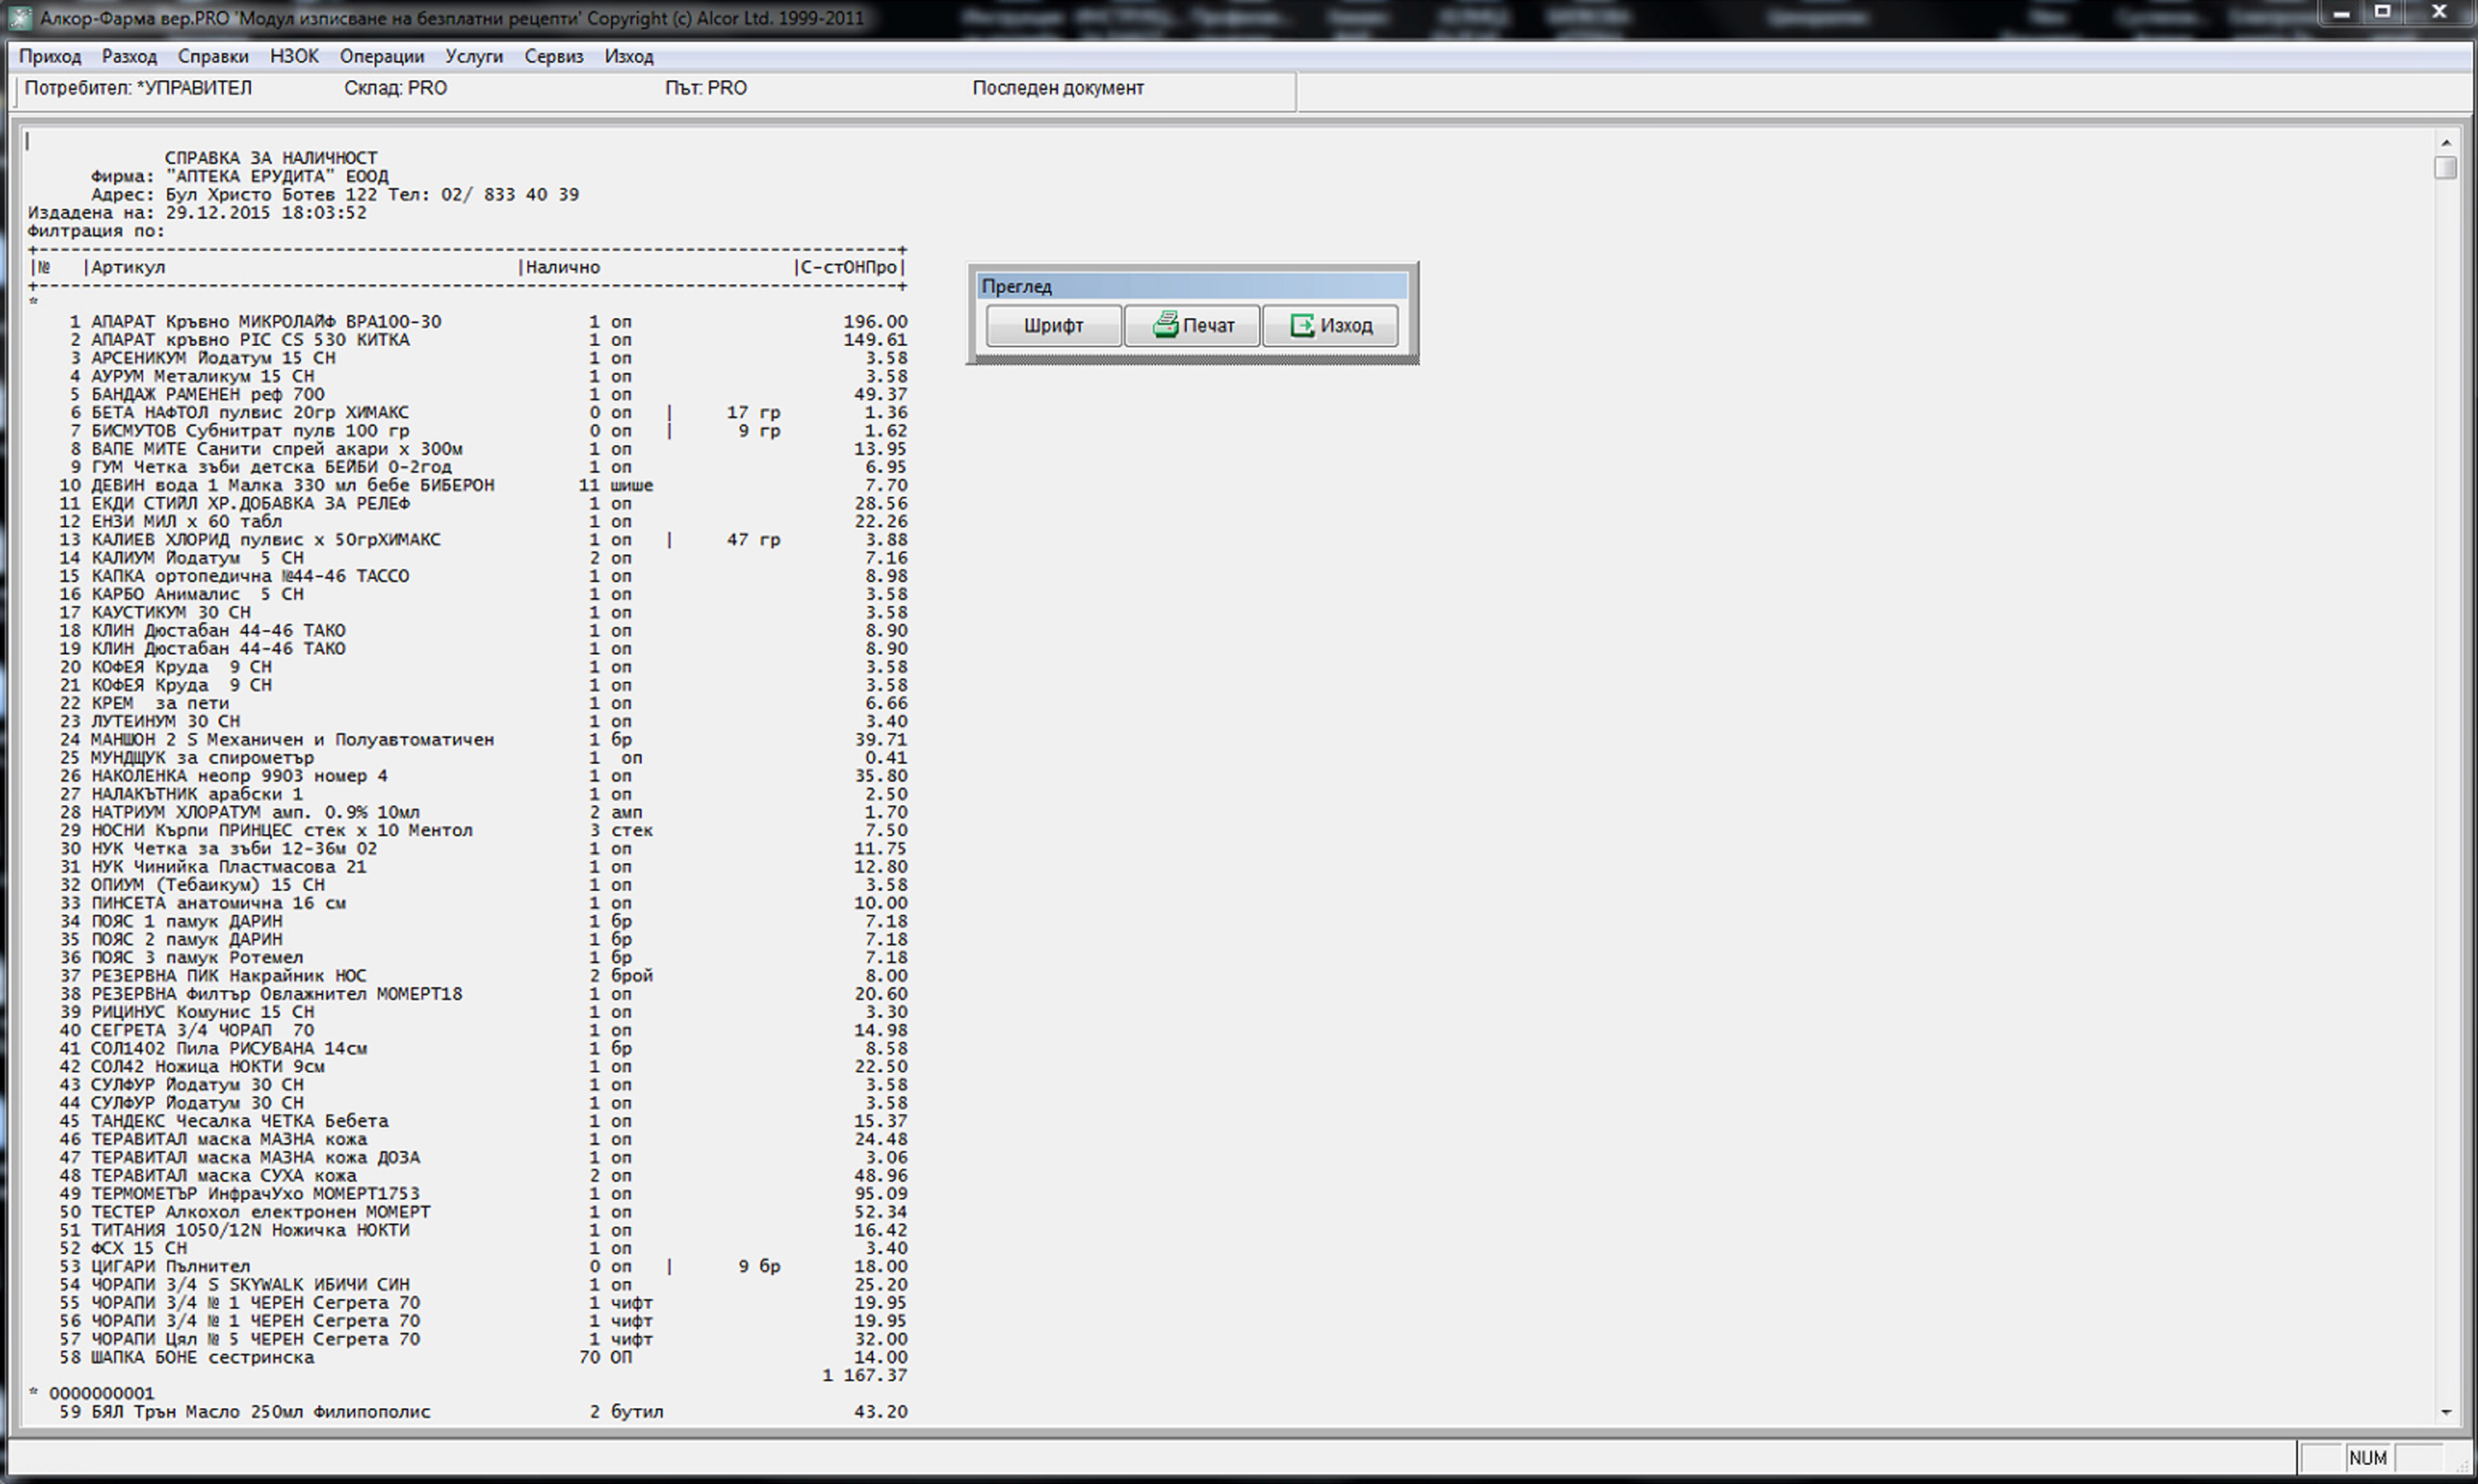 Алкор-Фарма вер.PRO 'Модул изписване на безплатни рецепти' Copyright (c) Alcor Ltd. 1999-2011
Приход Разход Справки НЗОК Операции Услуги Сервиз Изход
Потребител: *УПРАВИТЕЛ Склад: PRO Път: PRO Последен документ
СПРАВКА ЗА НАЛИЧНОСТ
Фирма: "АПТЕКА ЕРУДИТА" ЕООД
Адрес: Бул Христо Ботев 122 Тел: 02/ 833 40 39
Издадена на: 29.12.2015 18:03:52
Филтрация по:
|№ |Артикул |Налично |С-стОНПро|
*
1 АПАРАТ Кръвно МИКРОЛАЙФ BPA100-30 1 оп 196.00
2 АПАРАТ кръвно PIC CS 530 КИТКА 1 оп 149.61
3 АРСЕНИКУМ Йодатум 15 CH 1 оп 3.58
4 АУРУМ Металикум 15 CH 1 оп 3.58
5 БАНДАЖ РАМЕНЕН реф 700 1 оп 49.37
6 БЕТА НАФТОЛ пулвис 20гр ХИМАКС 0 оп | 17 гр 1.36
7 БИСМУТОВ Субнитрат пулв 100 гр 0 оп | 9 гр 1.62
8 ВАПЕ МИТЕ Санити спрей акари x 300м 1 оп 13.95
9 ГУМ Четка зъби детска БЕЙБИ 0-2год 1 оп 6.95
10 ДЕВИН вода 1 Малка 330 мл бебе БИБЕРОН 11 шише 7.70
11 ЕКДИ СТИЙЛ ХР.ДОБАВКА ЗА РЕЛЕФ 1 оп 28.56
12 ЕНЗИ МИЛ x 60 табл 1 оп 22.26
13 КАЛИЕВ ХЛОРИД пулвис x 50грХИМАКС 1 оп | 47 гр 3.88
14 КАЛИУМ Йодатум 5 CH 2 оп 7.16
15 КАПКА ортопедична №44-46 ТАССО 1 оп 8.98
16 КАРБО Анималис 5 CH 1 оп 3.58
17 КАУСТИКУМ 30 CH 1 оп 3.58
18 КЛИН Дюстабан 44-46 ТАКО 1 оп 8.90
19 КЛИН Дюстабан 44-46 ТАКО 1 оп 8.90
20 КОФЕЯ Круда 9 CH 1 оп 3.58
21 КОФЕЯ Круда 9 CH 1 оп 3.58
22 КРЕМ за пети 1 оп 6.66
23 ЛУТЕИНУМ 30 CH 1 оп 3.40
24 МАНШОН 2 S Механичен и Полуавтоматичен 1 бр 39.71
25 МУНДЩУК за спирометър 1 оп 0.41
26 НАКОЛЕНКА неопр 9903 номер 4 1 оп 35.80
27 НАЛАКЪТНИК арабски 1 1 оп 2.50
28 НАТРИУМ ХЛОРАТУМ амп. 0.9% 10мл 2 амп 1.70
29 НОСНИ Кърпи ПРИНЦЕС стек x 10 Ментол 3 стек 7.50
30 НУК Четка за зъби 12-36м 02 1 оп 11.75
31 НУК Чинийка Пластмасова 21 1 оп 12.80
32 ОПИУМ (Тебаикум) 15 CH 1 оп 3.58
33 ПИНСЕТА анатомична 16 см 1 оп 10.00
34 ПОЯС 1 памук ДАРИН 1 бр 7.18
35 ПОЯС 2 памук ДАРИН 1 бр 7.18
36 ПОЯС 3 памук Ротемел 1 бр 7.18
37 РЕЗЕРВНА ПИК Накрайник НОС 2 брой 8.00
38 РЕЗЕРВНА Филтър Овлажнител МОМЕРТ18 1 оп 20.60
39 РИЦИНУС Комунис 15 CH 1 оп 3.30
40 СЕГРЕТА 3/4 ЧОРАП 70 1 оп 14.98
41 СОЛ1402 Пила РИСУВАНА 14см 1 бр 8.58
42 СОЛ42 Ножица НОКТИ 9см 1 оп 22.50
43 СУЛФУР Йодатум 30 CH 1 оп 3.58
44 СУЛФУР Йодатум 30 CH 1 оп 3.58
45 ТАНДЕКС Чесалка ЧЕТКА Бебета 1 оп 15.37
46 ТЕРАВИТАЛ маска МАЗНА кожа 1 оп 24.48
47 ТЕРАВИТАЛ маска МАЗНА кожа ДОЗА 1 оп 3.06
48 ТЕРАВИТАЛ маска СУХА кожа 2 оп 48.96
49 ТЕРМОМЕТЪР ИнфрачУхо МОМЕРТ1753 1 оп 95.09
50 ТЕСТЕР Алкохол електронен МОМЕРТ 1 оп 52.34
51 ТИТАНИЯ 1050/12N Ножичка НОКТИ 1 оп 16.42
52 ФСХ 15 CH 1 оп 3.40
53 ЦИГАРИ Пълнител 0 оп | 9 бр 18.00
54 ЧОРАПИ 3/4 S SKYWALK ИБИЧИ СИН 1 оп 25.20
55 ЧОРАПИ 3/4 № 1 ЧЕРЕН Сегрета 70 1 чифт 19.95
56 ЧОРАПИ 3/4 № 1 ЧЕРЕН Сегрета 70 1 чифт 19.95
57 ЧОРАПИ Цял № 5 ЧЕРЕН Сегрета 70 1 чифт 32.00
58 ШАПКА БОНЕ сестринска 70 ОП 14.00
1 167.37
* 0000000001
59 БЯЛ Трън Масло 250мл Филипополис 2 бутил 43.20
Преглед
Шрифт Печат Изход
NUM